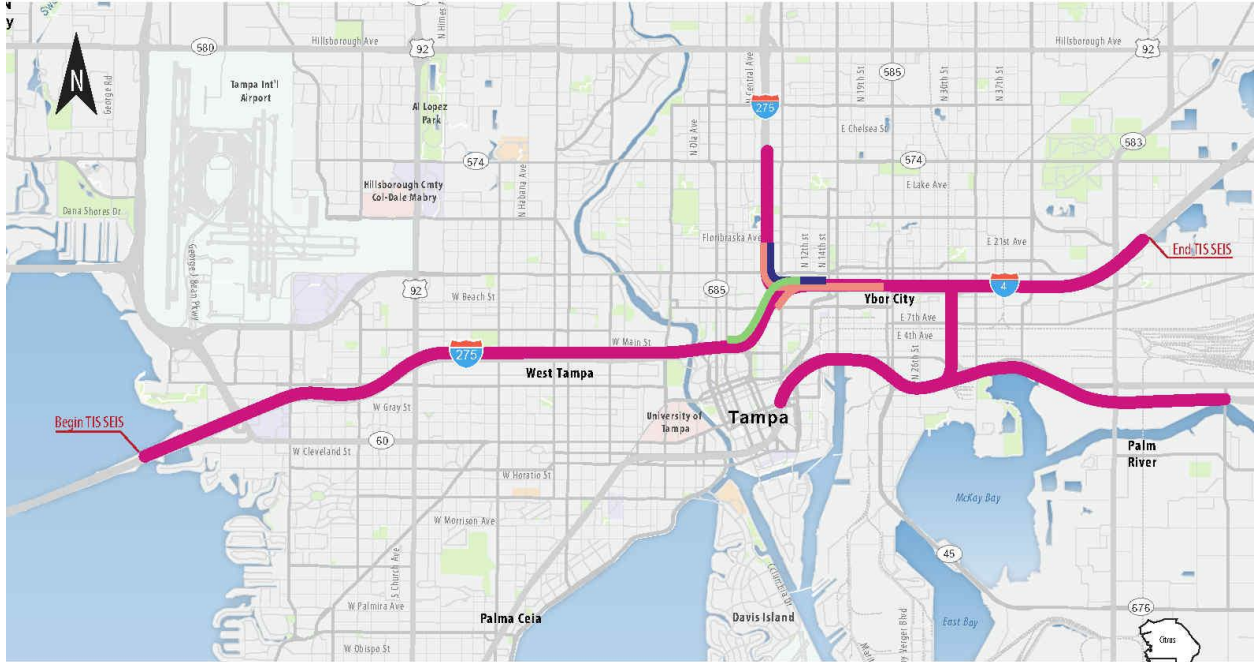 y
N
580
Hillsborough Ave
92
N Himes Ave
Hillsborough Ave
92
George Rd
Tampa Int'l
Airport
Al Lopez
Park
N Central Ave
275
N 19th St
585
N 30th St
N 37th St
N Ola Ave
E Chelsea St
574
574
583
N Habana Ave
E Lake Ave
Hillsborough Cmty
Col-Dale Mabry
Dana Shores Dr
Floribraska Ave
N 12th st
N 14th st
E 21st Ave
End TIS SEIS
George J Bean Pkwy
92
W Beach St
585
4
Ybor City
E 7th Ave
E 4th Ave
W Main St
275
West Tampa
N 26th St
Begin TIS SEIS
W Gray St
60
University of
Tampa
Tampa
W Cleveland St
Palm
River
W Horatio St
McKay Bay
W Morrison Ave
S Church Ave
45
Columbia Dr
W Palmira Ave
Palma Ceia
Davis Island
East Bay
676
W Obispo St
Citrus